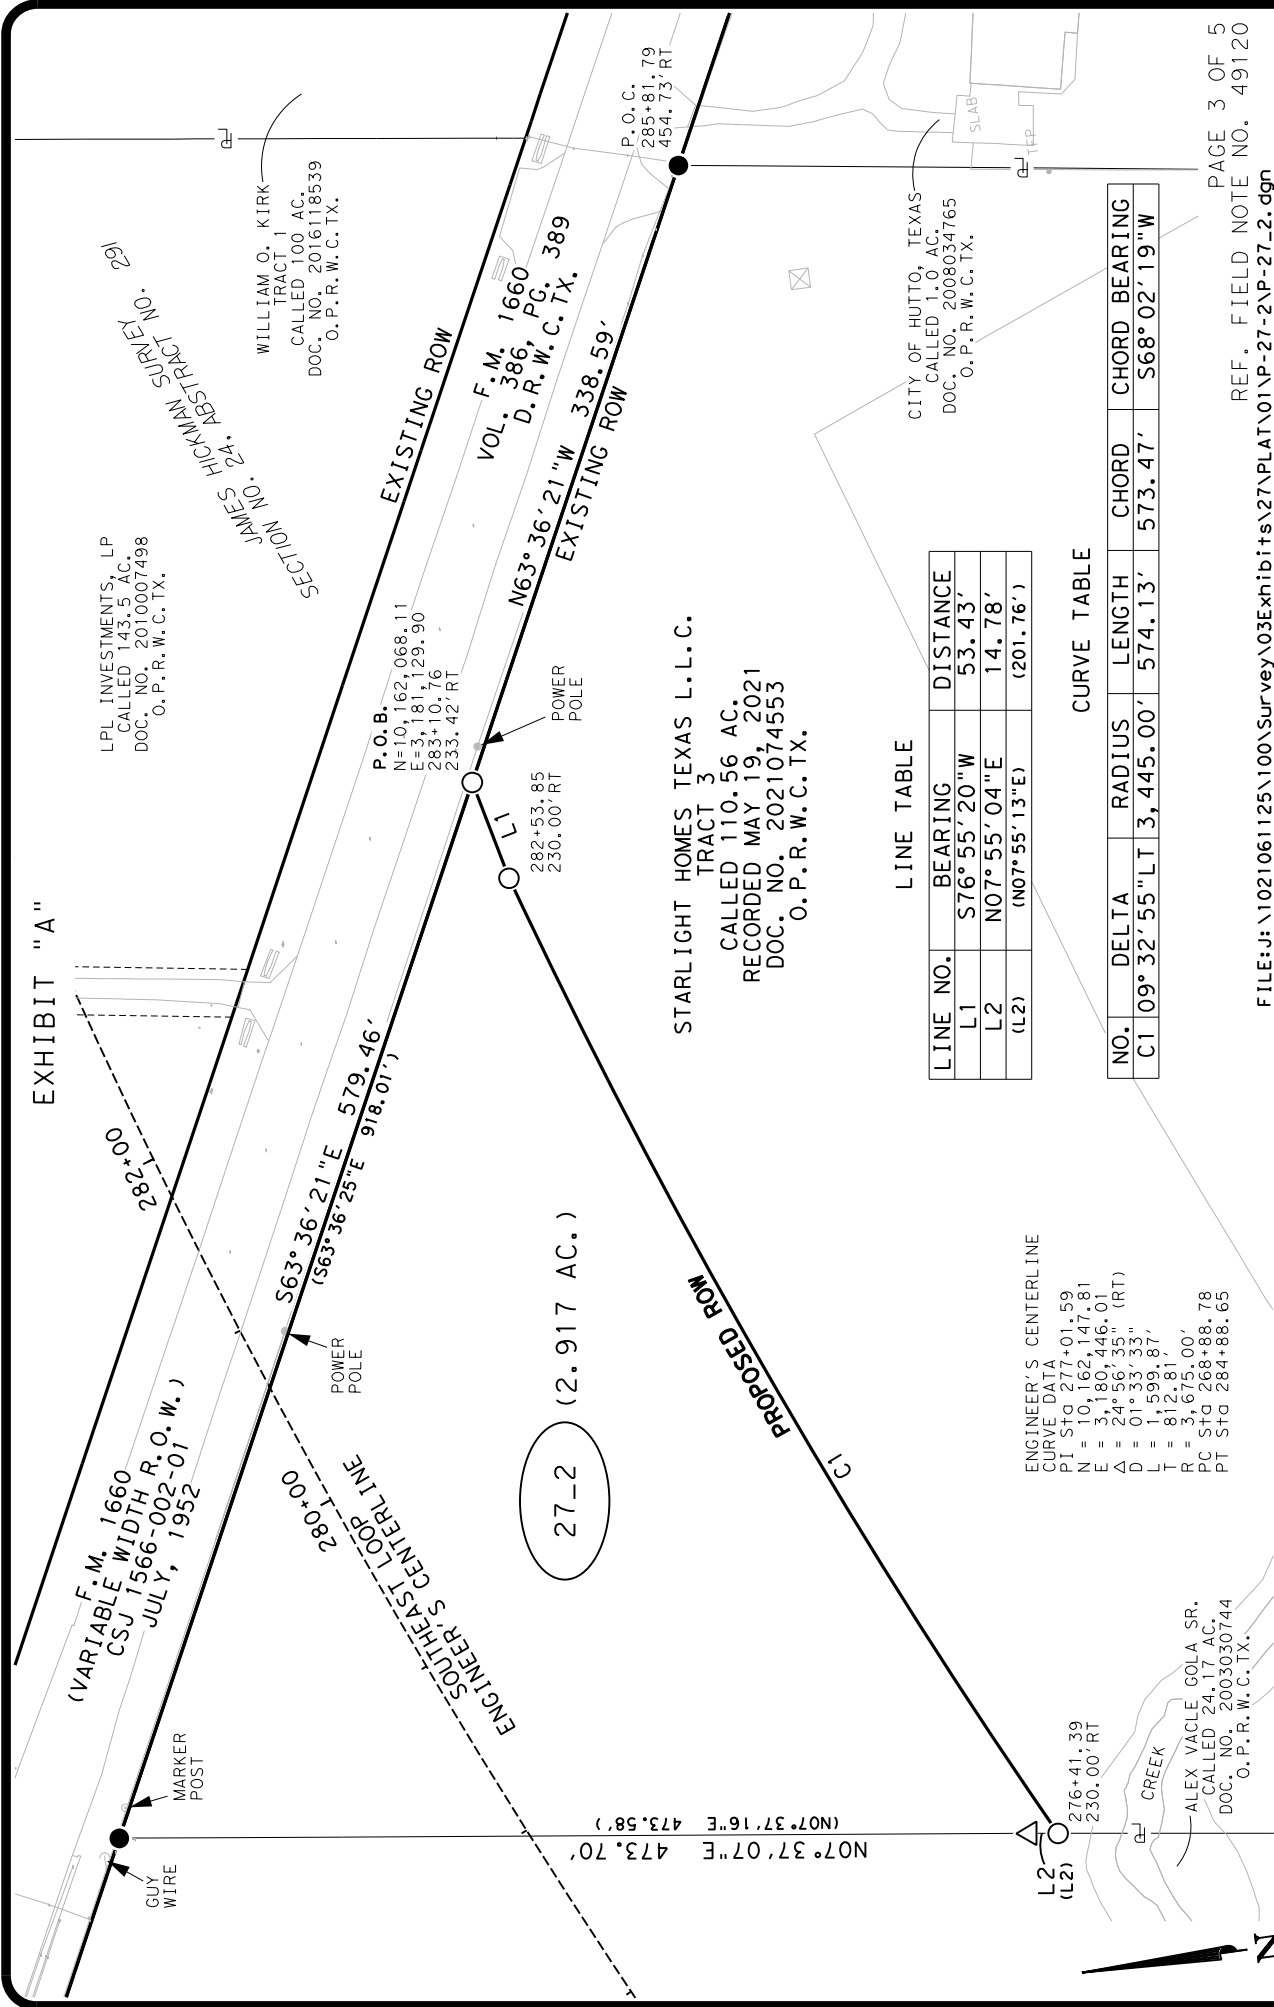 EXHIBIT "A"
LPL INVESTMENTS, LP
CALLED 143.5 AC.
DOC. NO. 2010007498
O.P.R.W.C.TX.
JAMES HICKMAN SURVEY
SECTION NO. 24, ABSTRACT NO. 291
WILLIAM O. KIRK
TRACT 1
CALLED 100 AC.
DOC. NO. 2016118539
O.P.R.W.C.TX.
P
L
282+00
F.M. 1660
(VARIABLE WIDTH R.O.W.)
CSJ 1566-002-01
JULY, 1952
EXISTING ROW
F.M. 1660
VOL. 386, PG. 389
D.R.W.C.TX.
MARKER
POST
GUY
WIRE
S63°36'21"E 579.46'
(S63°36'25"E 918.01')
POWER
POLE
P.O.B.
N=10,162,068.11
E=3,181,129.90
283+10.76
233.42'RT
N63°36'21"W 338.59'
EXISTING ROW
P.O.C.
285+81.79
454.73'RT
POWER
POLE
L1
282+53.85
230.00'RT
280+00
SOUTHEAST LOOP
ENGINEER'S CENTERLINE
27_2 (2.917 AC.)
N07°37'07"E 473.70'
(N07°37'16"E 473.58')
PROPOSED ROW
C1
STARLIGHT HOMES TEXAS L.L.C.
TRACT 3
CALLED 110.56 AC.
RECORDED MAY 19, 2021
DOC. NO. 2021074553
O.P.R.W.C.TX.
CITY OF HUTTO, TEXAS
CALLED 1.0 AC.
DOC. NO. 2008034765
O.P.R.W.C.TX.
SLAB
TFP
P
L
LINE TABLE
LINE NO. BEARING DISTANCE
L1 S76°55'20"W 53.43'
L2 N07°55'04"E 14.78'
(L2) (N07°55'13"E) (201.76')
CURVE TABLE
NO. DELTA RADIUS LENGTH CHORD CHORD BEARING
C1 09°32'55"LT 3,445.00' 574.13' 573.47' S68°02'19"W
ENGINEER'S CENTERLINE
CURVE DATA
PI Sta 277+01.59
N = 10,162,147.81
E = 3,180,446.01
Δ = 24°56'35" (RT)
D = 01°33'33"
L = 1,599.87'
T = 812.81'
R = 3,675.00'
PC Sta 268+88.78
PT Sta 284+88.65
L2
(L2)
276+41.39
230.00'RT
P
L
CREEK
ALEX VACLE GOLA SR.
CALLED 24.17 AC.
DOC. NO. 2003030744
O.P.R.W.C.TX.
N
PAGE 3 OF 5
REF. FIELD NOTE NO. 49120
FILE:J:\1021061125\100\Survey\03Exhibits\27\PLAT\01\P-27-2\P-27_2.dgn